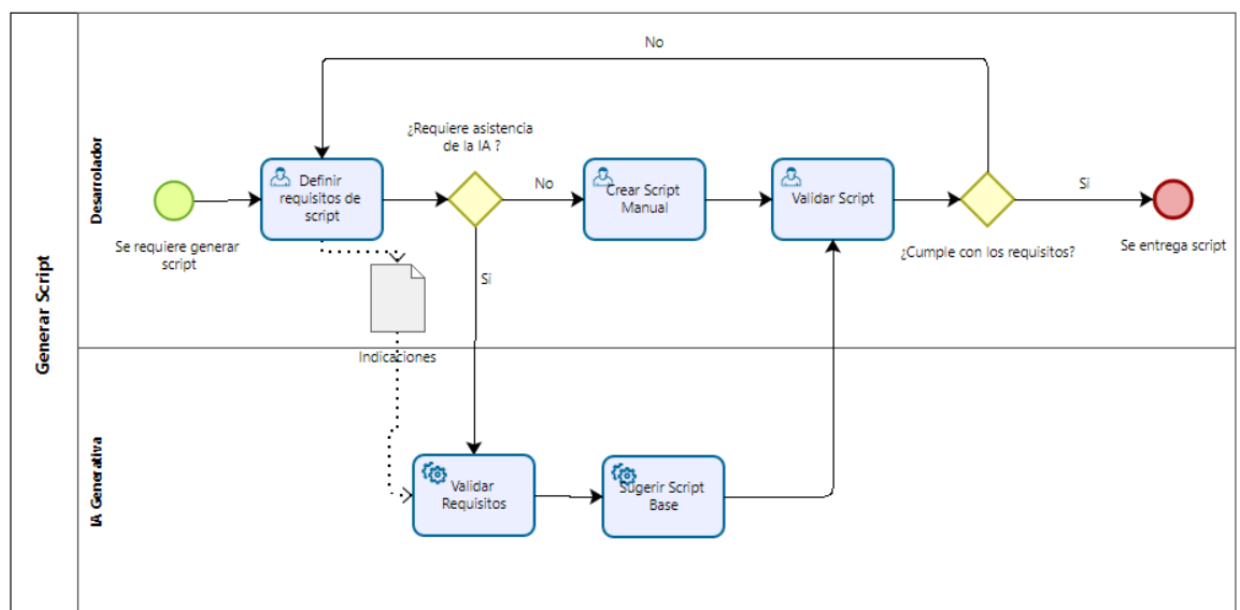 Generar Script
Desarrolador
No
¿Requiere asistencia
de la IA ?
Definir
requisitos de
script
No
Crear Script
Manual
Validar Script
Si
Se requiere generar
script
¿Cumple con los requisitos?
Se entrega script
Si
Indicaciones
IA Generativa
Validar
Requisitos
Sugerir Script
Base